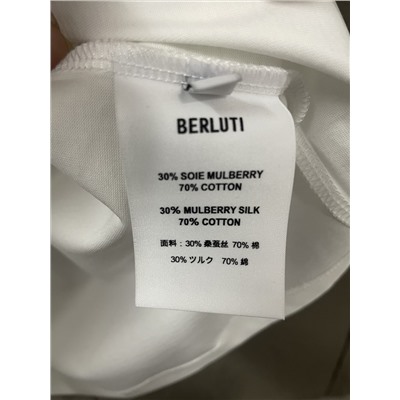 BERLUTI
30% SOIE MULBERRY
70% COTTON
30% MULBERRY SILK
70% COTTON
面料：30% 桑蚕丝 70% 棉
30% ツルク 70% 綿